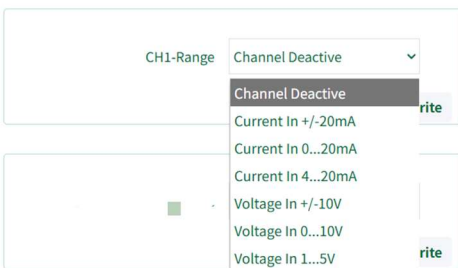 CH1-Range Channel Deactive
Channel Deactive
rite
Current In +/-20mA
Current In 0...20mA
Current In 4...20mA
Voltage In +/-10V
Voltage In 0...10V
rite
Voltage In 1...5V